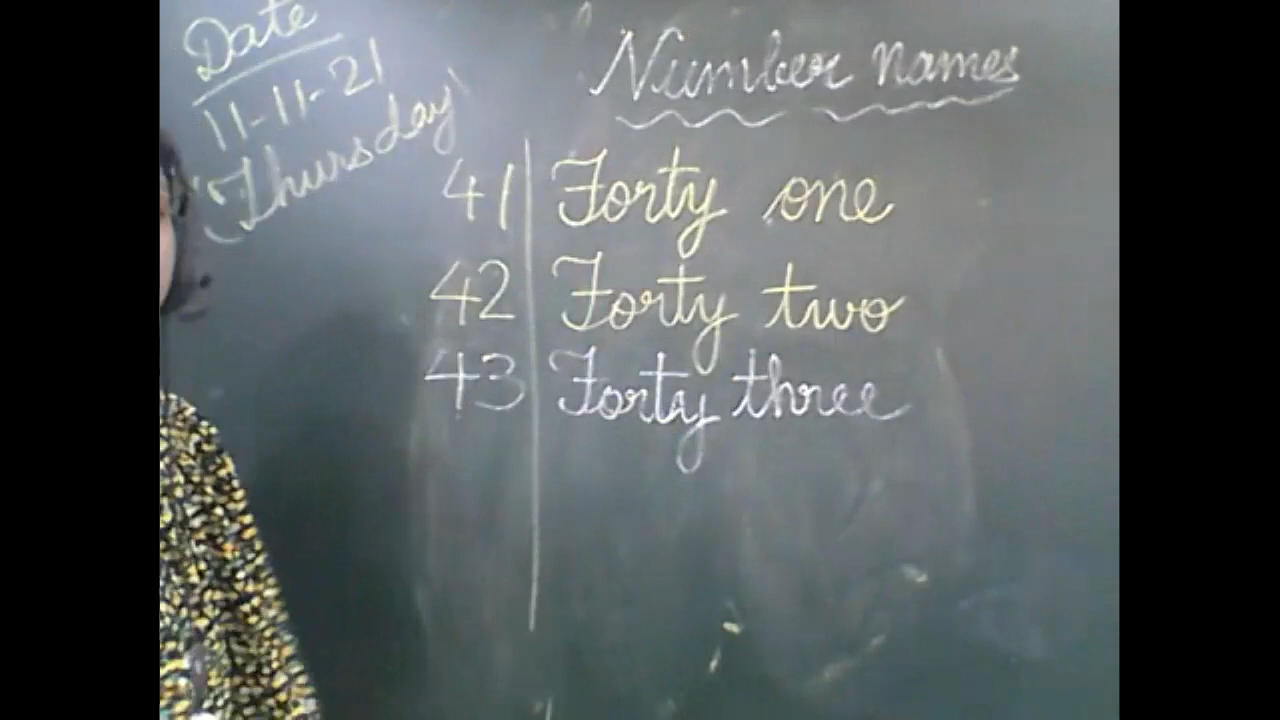 Date
11-11-21
(Thursday)
Number names
41 Forty one
42 Forty two
43 Forty three